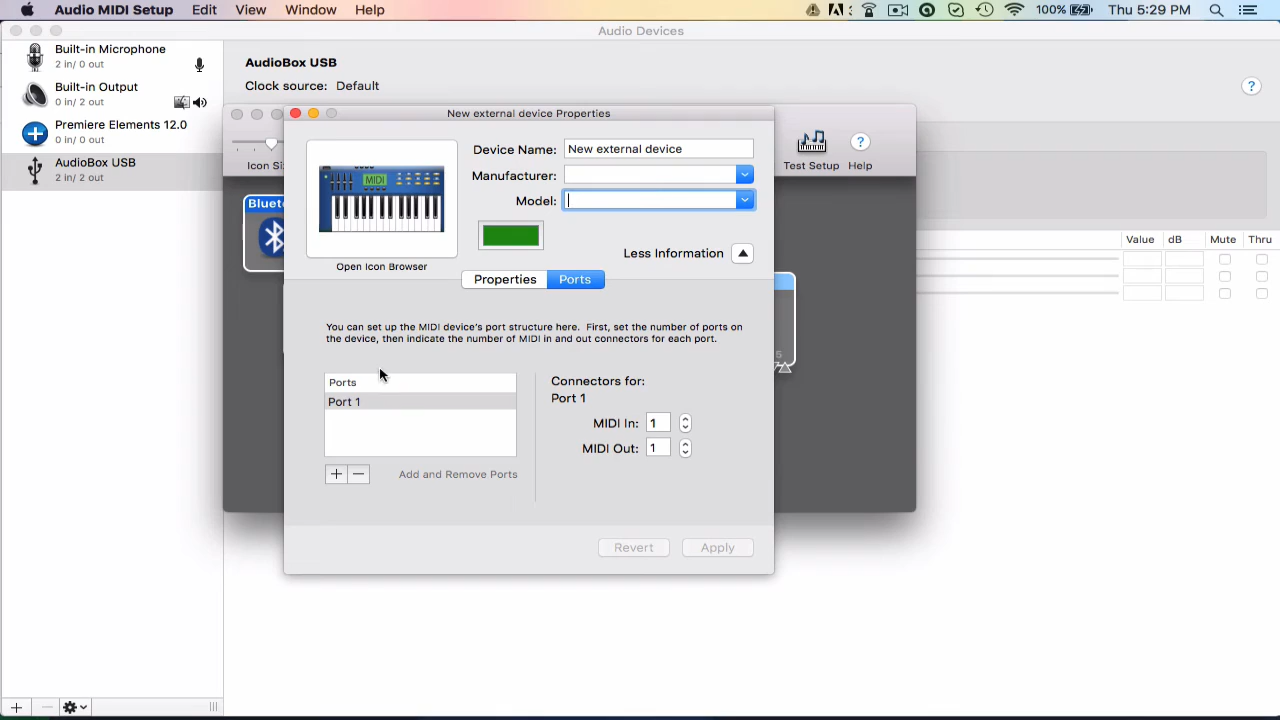 Audio MIDI Setup Edit View Window Help 100% Thu 5:29 PM
Audio Devices
Built-in Microphone
2 in/ 0 out
Built-in Output
0 in/ 2 out
Premiere Elements 12.0
0 in/ 0 out
AudioBox USB
2 in/ 2 out
AudioBox USB
Clock source: Default
?
New external device Properties
Icon Si
Test Setup
?
Help
Bluet
MIDI
Device Name: New external device
Manufacturer:
Model:
Open Icon Browser
Less Information
Properties Ports
You can set up the MIDI device's port structure here. First, set the number of ports on
the device, then indicate the number of MIDI in and out connectors for each port.
Ports
Port 1
+ −
Add and Remove Ports
Connectors for:
Port 1
MIDI In: 1
MIDI Out: 1
Revert Apply
Value dB Mute Thru